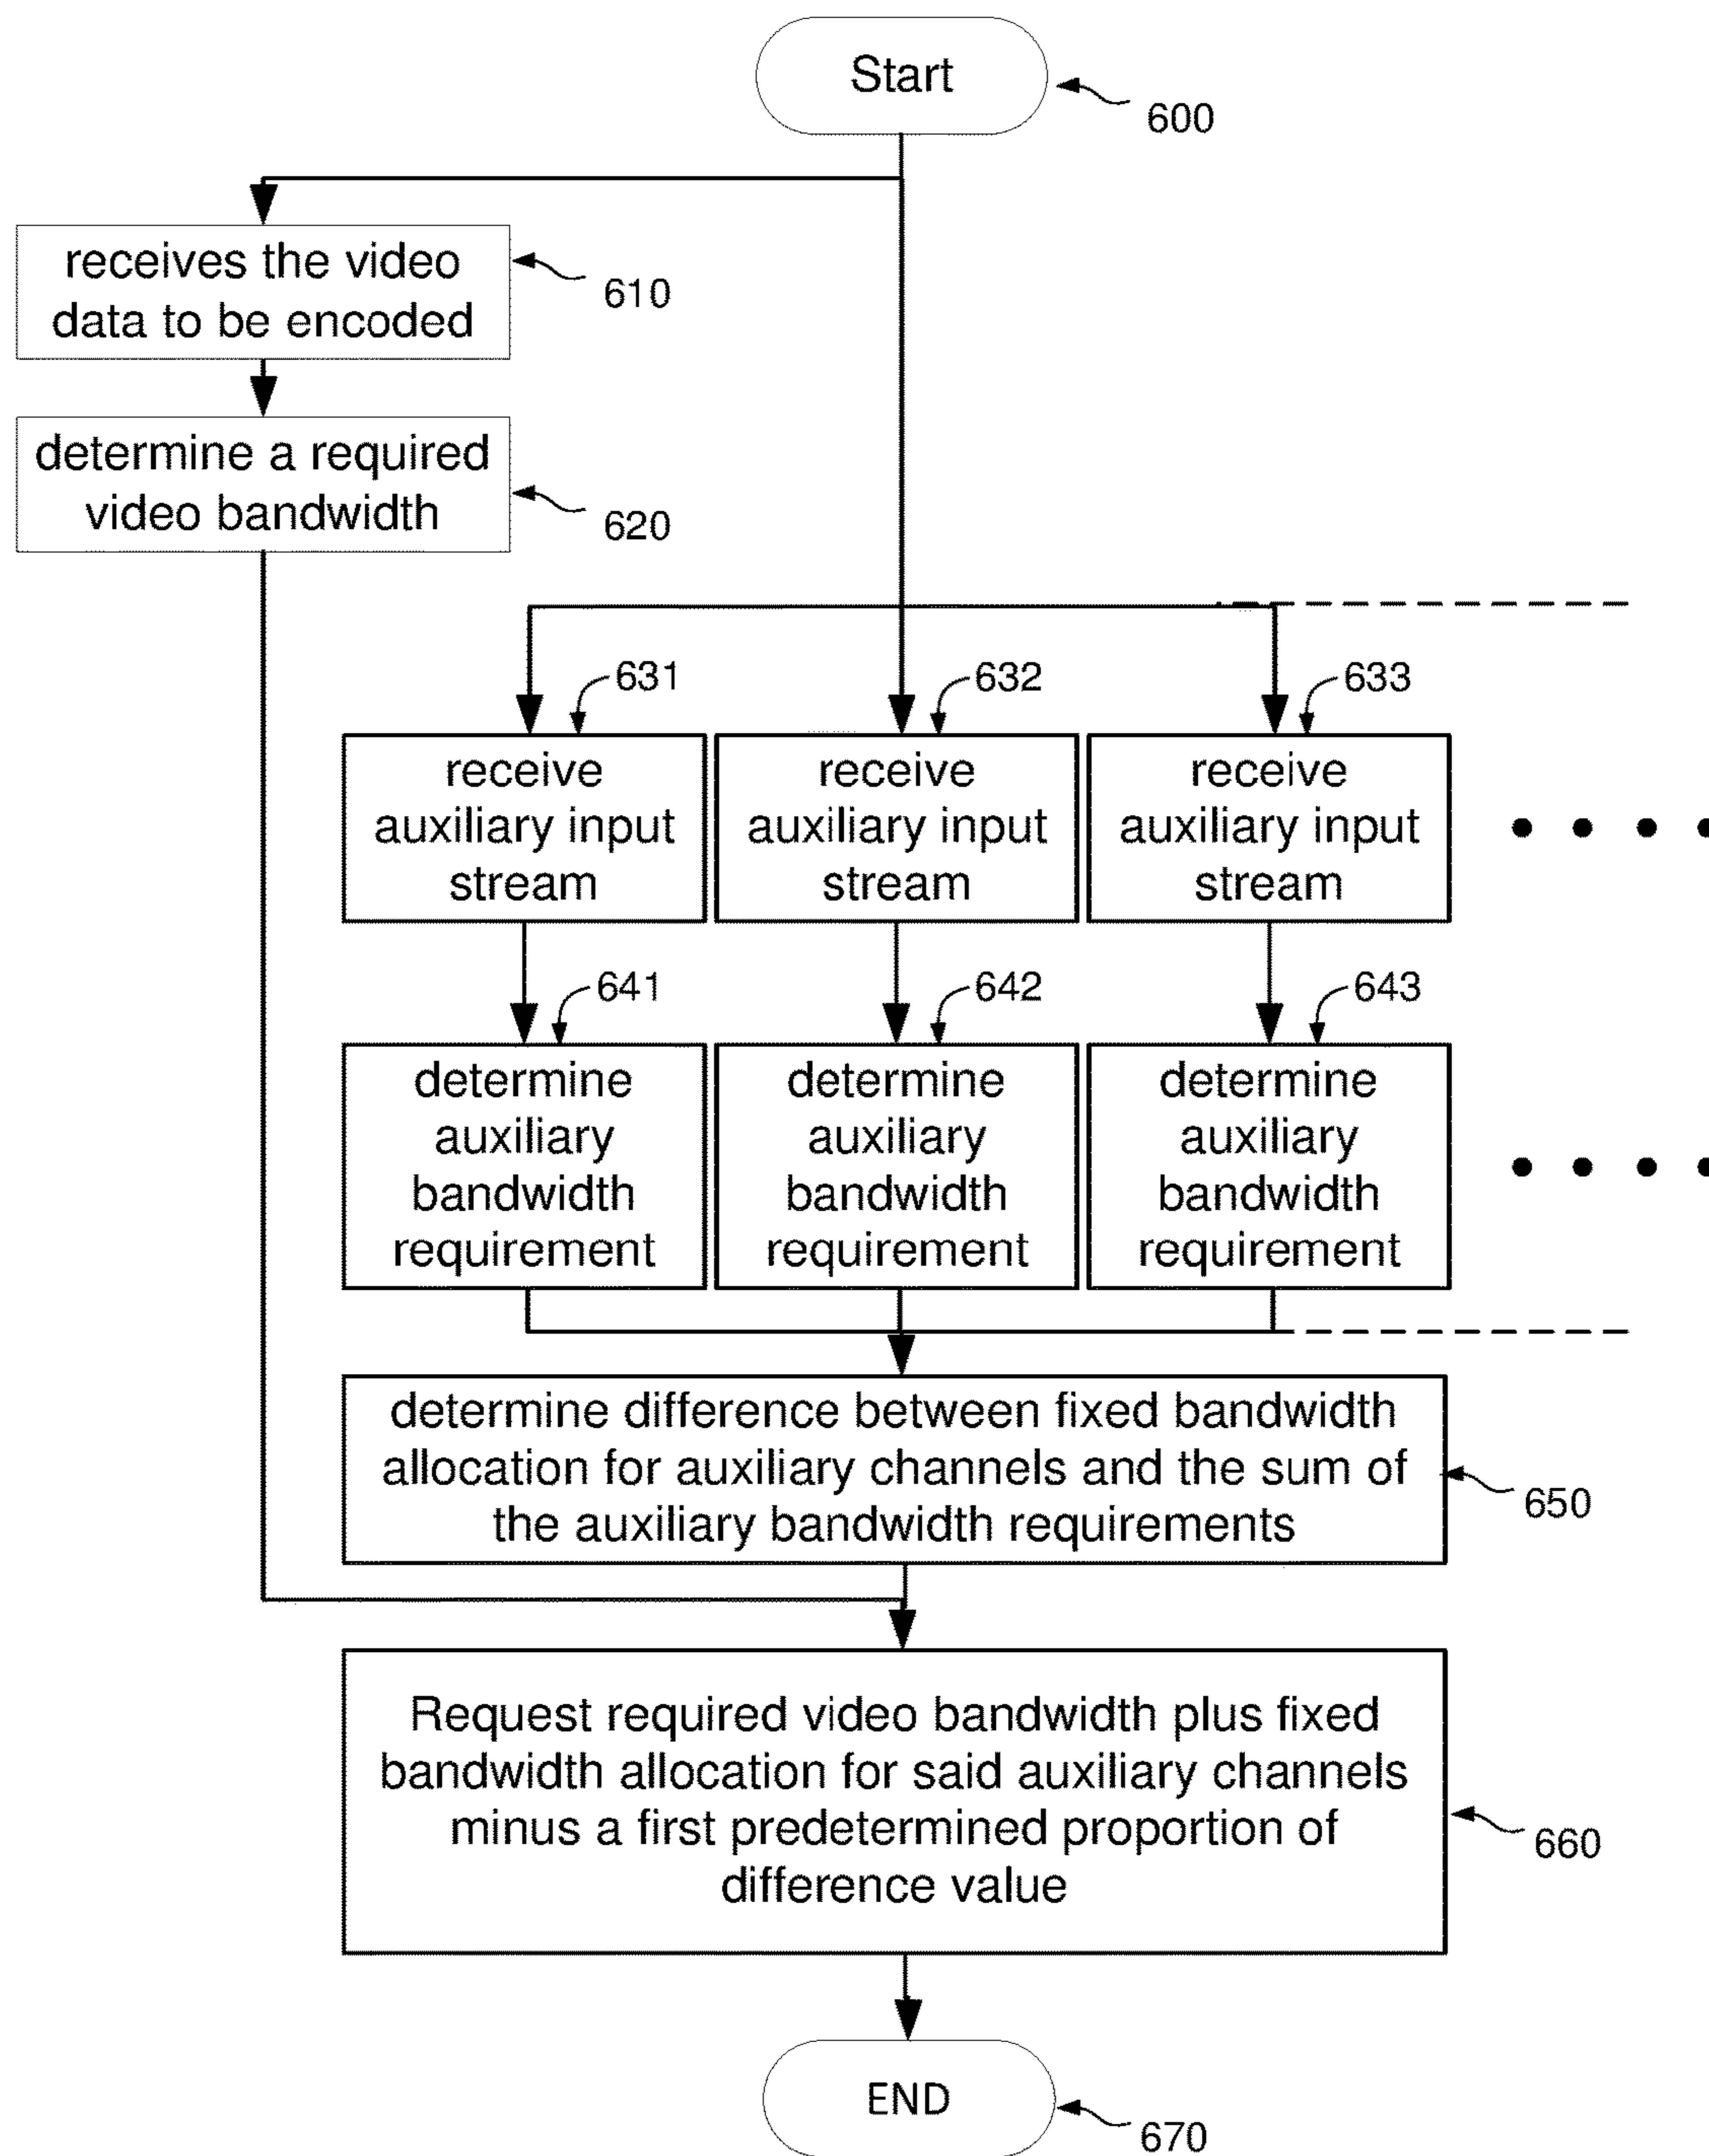 Start
600
receives the video
data to be encoded
610
determine a required
video bandwidth
620
631
632
633
receive
auxiliary input
stream
receive
auxiliary input
stream
receive
auxiliary input
stream
641
642
643
determine
auxiliary
bandwidth
requirement
determine
auxiliary
bandwidth
requirement
determine
auxiliary
bandwidth
requirement
determine difference between fixed bandwidth
allocation for auxiliary channels and the sum of
the auxiliary bandwidth requirements
650
Request required video bandwidth plus fixed
bandwidth allocation for said auxiliary channels
minus a first predetermined proportion of
difference value
660
END
670